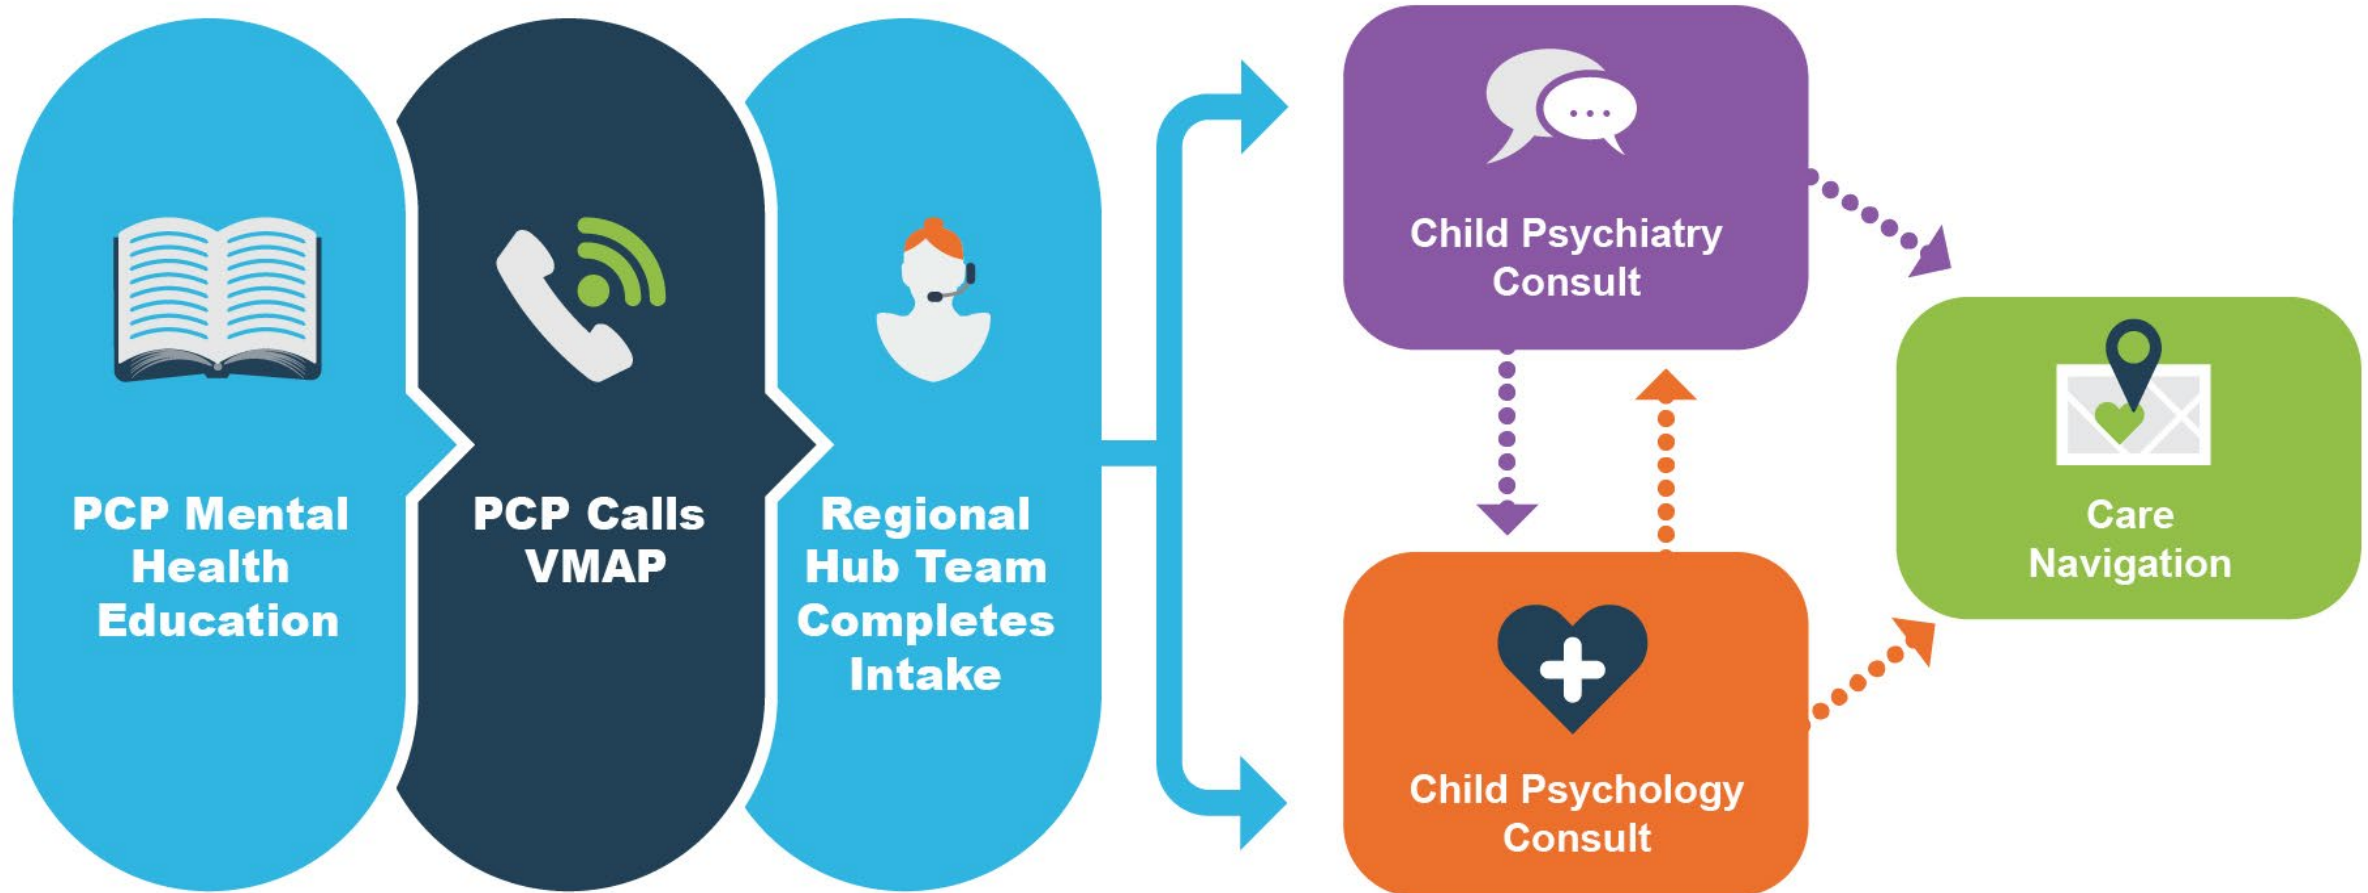 PCP Mental
Health
Education
PCP Calls
VMAP
Regional
Hub Team
Completes
Intake
Child Psychiatry
Consult
Child Psychology
Consult
Care
Navigation